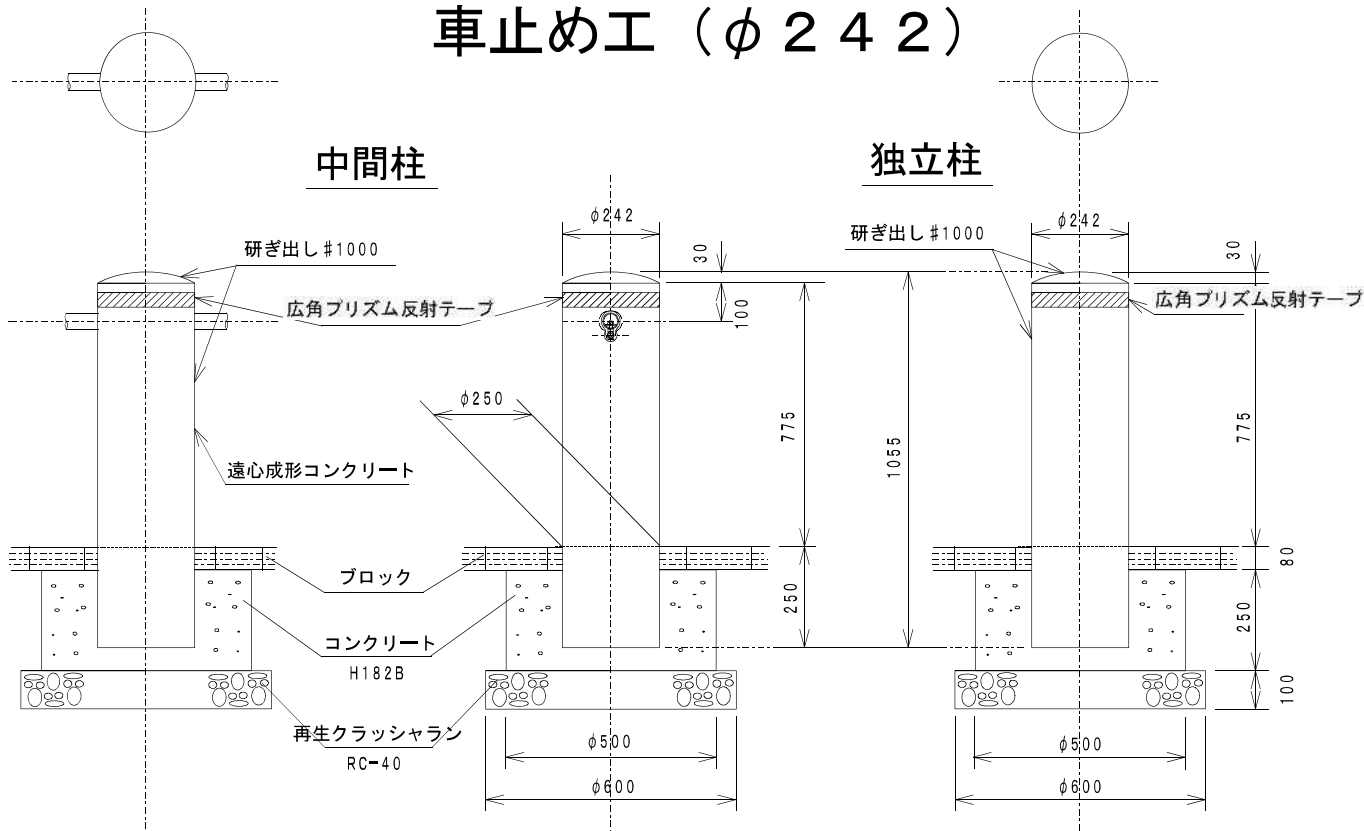 車止め工（φ２４２）
中間柱
独立柱
φ242
研ぎ出し♯1000
30
広角プリズム反射テープ
100
φ250
775
1055
遠心成形コンクリート
ブロック
250
コンクリート
H182B
再生クラッシャラン
RC-40
φ500
φ600
φ242
研ぎ出し♯1000
30
広角プリズム反射テープ
775
80
250
100
φ500
φ600